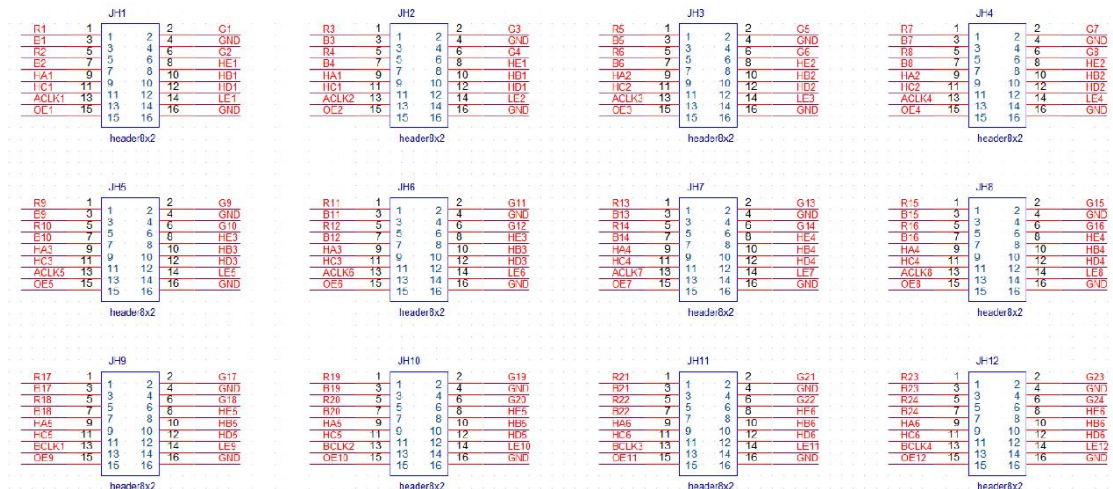 JH1
R1 1 1 2 2 G1
B1 3 3 4 4 GND
R2 5 5 6 6 G2
B2 7 7 8 8 HE1
HA1 9 9 10 10 HB1
HC1 11 11 12 12 HD1
ACLK1 13 13 14 14 LE1
OE1 15 15 16 16 GND
header8x2
JH2
R3 1 1 2 2 G3
B3 3 3 4 4 GND
R4 5 5 6 6 G4
B4 7 7 8 8 HE1
HA1 9 9 10 10 HB1
HC1 11 11 12 12 HD1
ACLK2 13 13 14 14 LE2
OE2 15 15 16 16 GND
header8x2
JH3
R5 1 1 2 2 G5
B5 3 3 4 4 GND
R6 5 5 6 6 G6
B6 7 7 8 8 HE2
HA2 9 9 10 10 HB2
HC2 11 11 12 12 HD2
ACLK3 13 13 14 14 LE3
OE3 15 15 16 16 GND
header8x2
JH4
R7 1 1 2 2 G7
B7 3 3 4 4 GND
R8 5 5 6 6 G8
B8 7 7 8 8 HE2
HA2 9 9 10 10 HB2
HC2 11 11 12 12 HD2
ACLK4 13 13 14 14 LE4
OE4 15 15 16 16 GND
header8x2
JH5
R9 1 1 2 2 G9
B9 3 3 4 4 GND
R10 5 5 6 6 G10
B10 7 7 8 8 HE3
HA3 9 9 10 10 HB3
HC3 11 11 12 12 HD3
ACLK5 13 13 14 14 LE5
OE5 15 15 16 16 GND
header8x2
JH6
R11 1 1 2 2 G11
B11 3 3 4 4 GND
R12 5 5 6 6 G12
B12 7 7 8 8 HE3
HA3 9 9 10 10 HB3
HC3 11 11 12 12 HD3
ACLK6 13 13 14 14 LE6
OE6 15 15 16 16 GND
header8x2
JH7
R13 1 1 2 2 G13
B13 3 3 4 4 GND
R14 5 5 6 6 G14
B14 7 7 8 8 HE4
HA4 9 9 10 10 HB4
HC4 11 11 12 12 HD4
ACLK7 13 13 14 14 LE7
OE7 15 15 16 16 GND
header8x2
JH8
R15 1 1 2 2 G15
B15 3 3 4 4 GND
R16 5 5 6 6 G16
B16 7 7 8 8 HE4
HA4 9 9 10 10 HB4
HC4 11 11 12 12 HD4
ACLK8 13 13 14 14 LE8
OE8 15 15 16 16 GND
header8x2
JH9
R17 1 1 2 2 G17
B17 3 3 4 4 GND
R18 5 5 6 6 G18
B18 7 7 8 8 HE5
HA5 9 9 10 10 HB5
HC5 11 11 12 12 HD5
BCLK1 13 13 14 14 LE9
OE9 15 15 16 16 GND
header8x2
JH10
R19 1 1 2 2 G19
B19 3 3 4 4 GND
R20 5 5 6 6 G20
B20 7 7 8 8 HE5
HA5 9 9 10 10 HB5
HC5 11 11 12 12 HD5
BCLK2 13 13 14 14 LE10
OE10 15 15 16 16 GND
header8x2
JH11
R21 1 1 2 2 G21
B21 3 3 4 4 GND
R22 5 5 6 6 G22
B22 7 7 8 8 HE6
HA6 9 9 10 10 HB6
HC6 11 11 12 12 HD6
BCLK3 13 13 14 14 LE11
OE11 15 15 16 16 GND
header8x2
JH12
R23 1 1 2 2 G23
B23 3 3 4 4 GND
R24 5 5 6 6 G24
B24 7 7 8 8 HE6
HA6 9 9 10 10 HB6
HC6 11 11 12 12 HD6
BCLK4 13 13 14 14 LE12
OE12 15 15 16 16 GND
header8x2